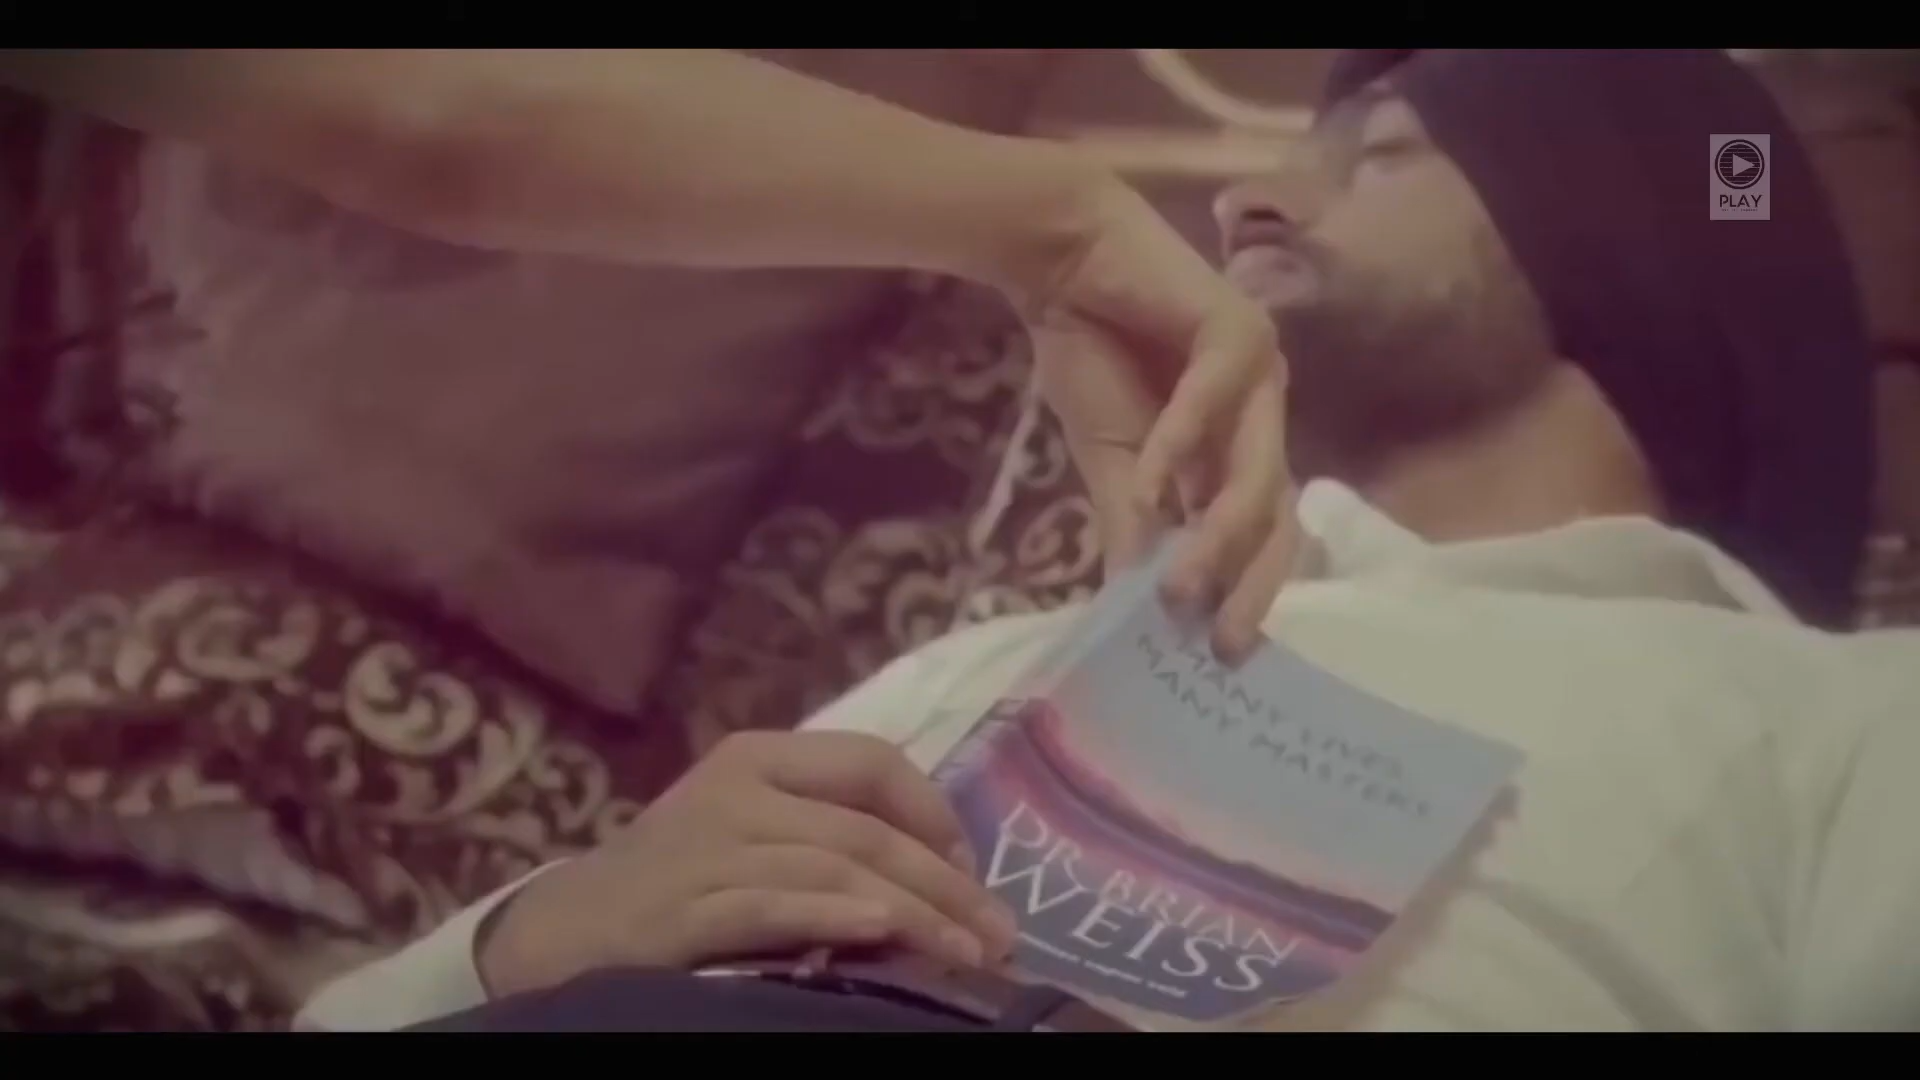 PLAY
MANY LIVES,
MANY MASTERS
DR. BRIAN
WEISS